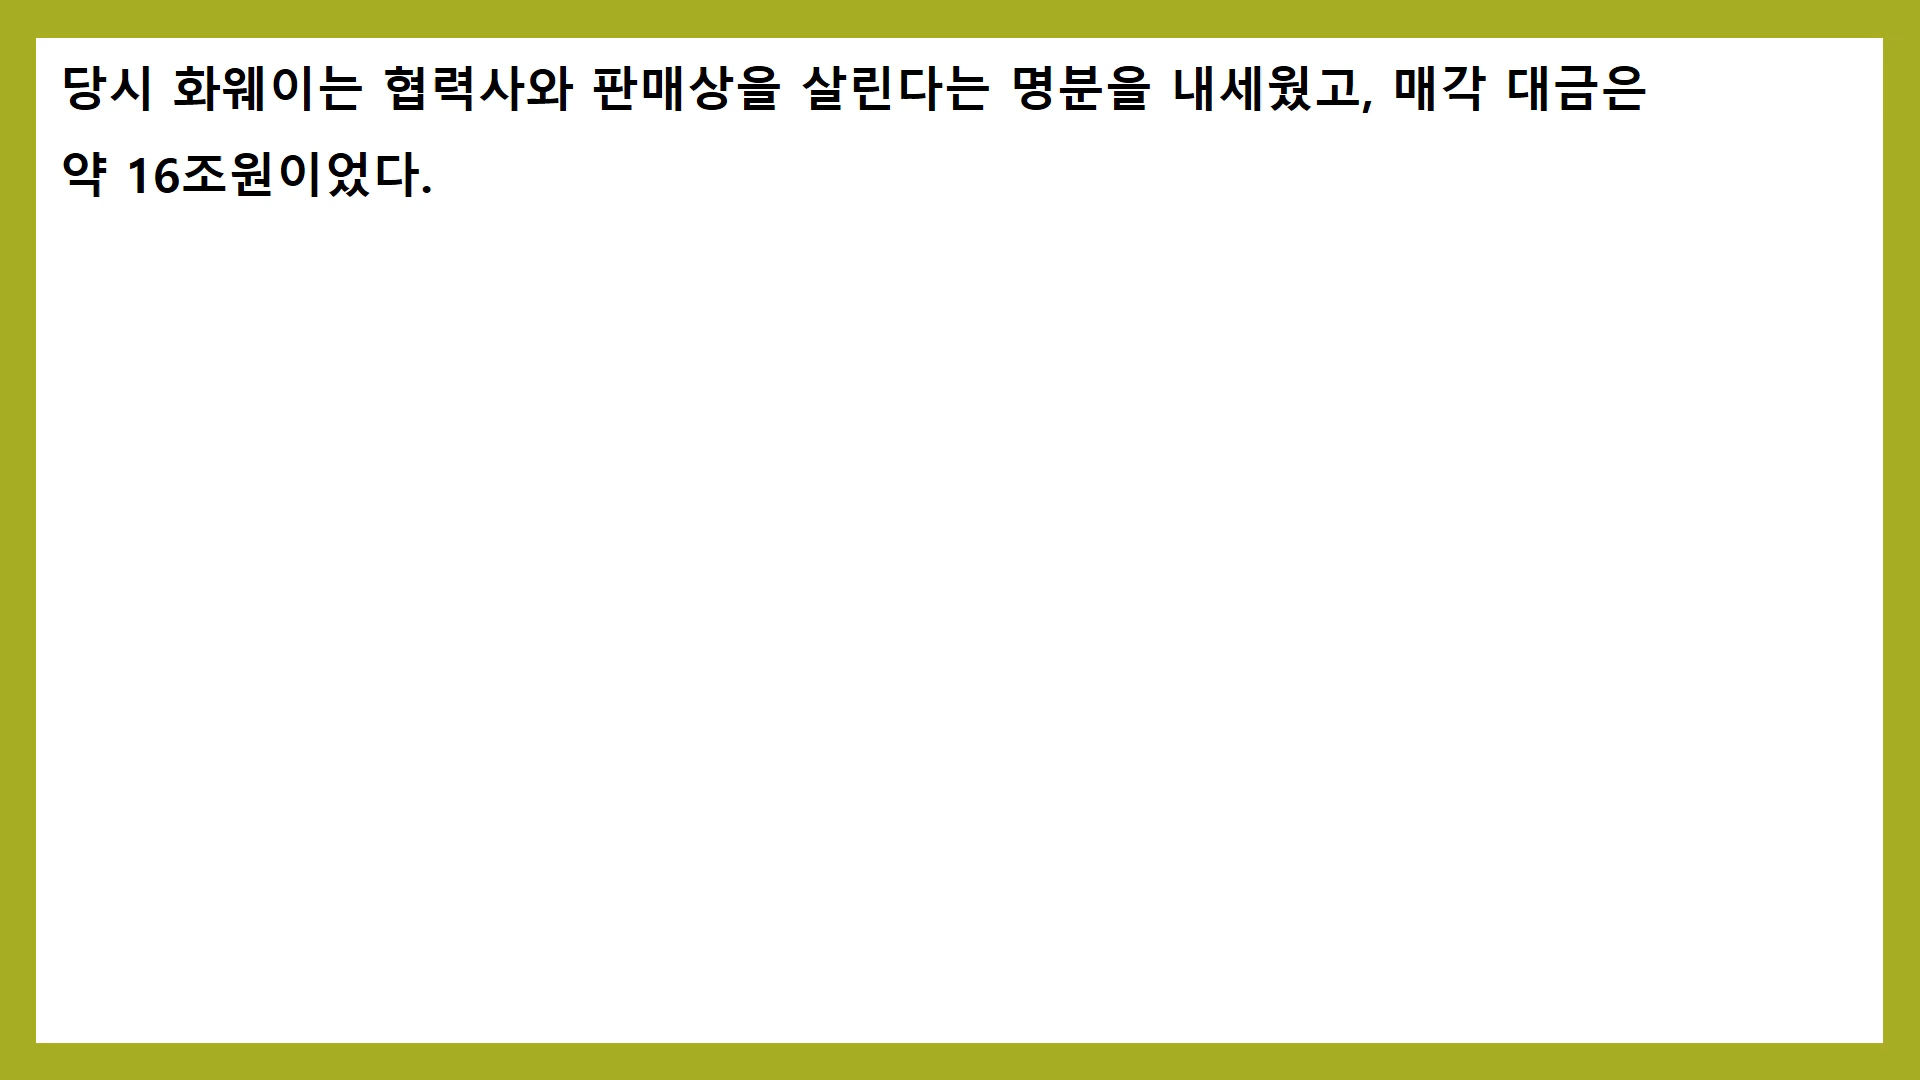 당시 화웨이는 협력사와 판매상을 살린다는 명분을 내세웠고, 매각 대금은
약 16조원이었다.